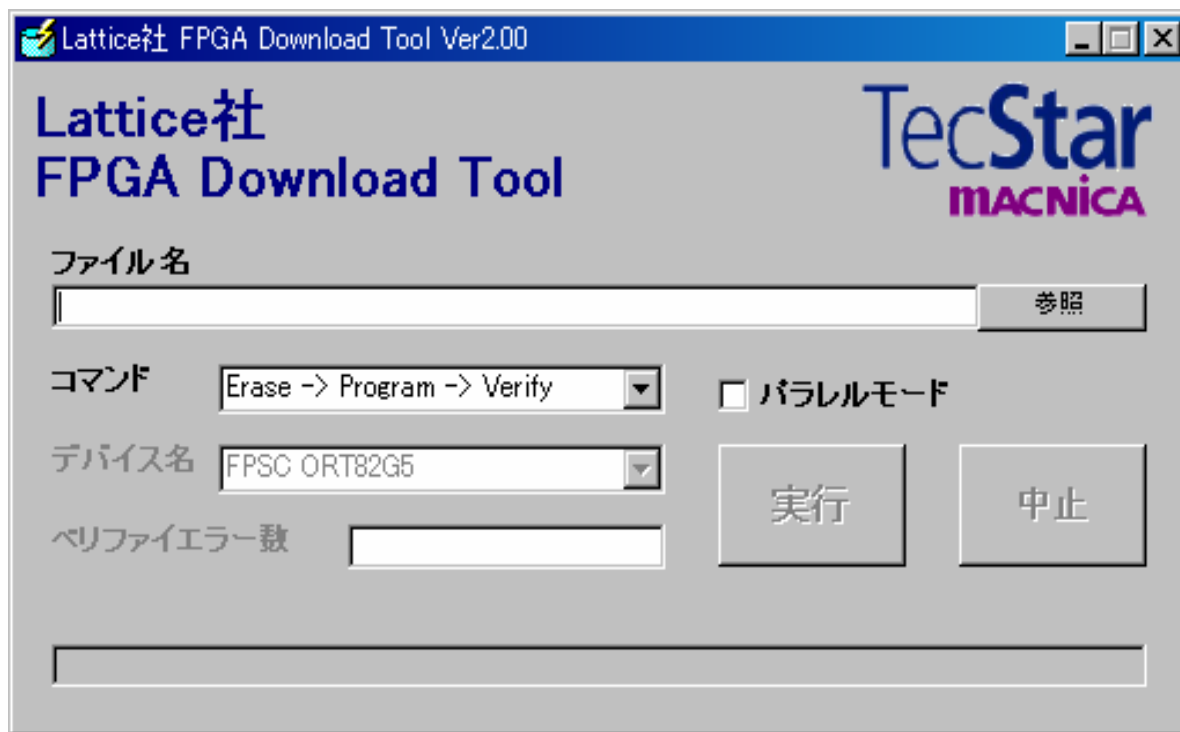 Lattice社 FPGA Download Tool Ver2.00
Lattice社
FPGA Download Tool
TecStar
MACNICA
ファイル名
参照
コマンド
Erase -> Program -> Verify
パラレルモード
デバイス名
FPSC ORT82G5
実行
中止
ベリファイエラー数